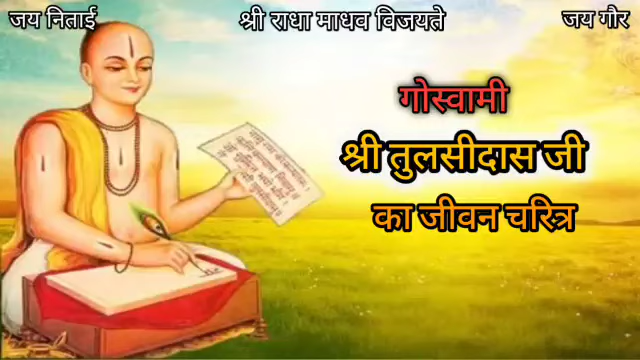 जय निताई
श्री राधा माधव विजयते
जय गौर
गोस्वामी
श्री तुलसीदास जी
का जीवन चरित्र